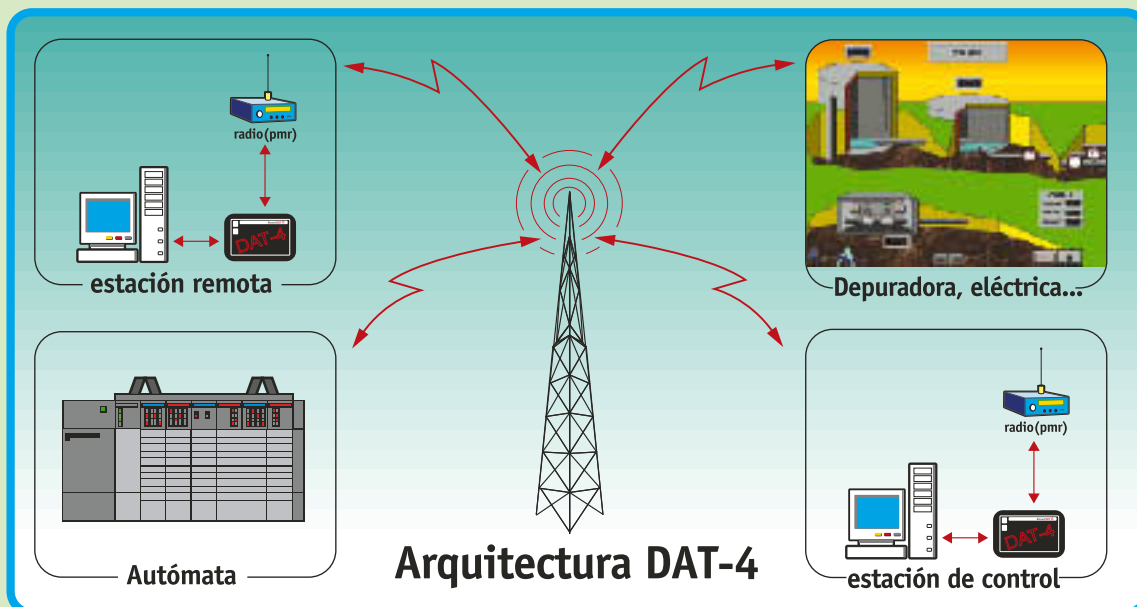 radio(pmr)
DAT-4
estación remota
Depuradora, eléctrica...
Autómata
Arquitectura DAT-4
radio(pmr)
DAT-4
estación de control